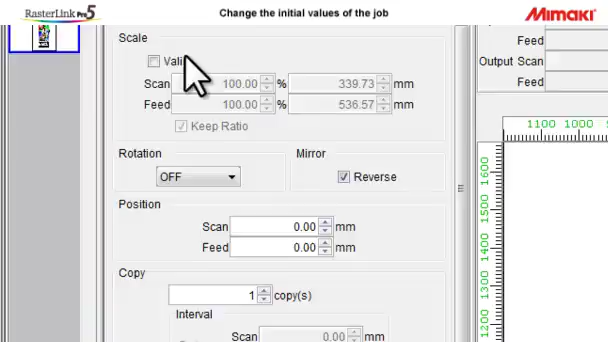 RasterLink Pro 5
Change the initial values of the job
Mimaki
Scale
Scan 100.00 % 339.73 mm
Feed 100.00 % 536.57 mm
Keep Ratio
Rotation
OFF
Mirror
Reverse
Position
Scan 0.00 mm
Feed 0.00 mm
Copy
1 copy(s)
Interval
Scan 0.00 mm
Feed
Output Scan
Feed
1100 1000
1600
1500
1400
1300
1200